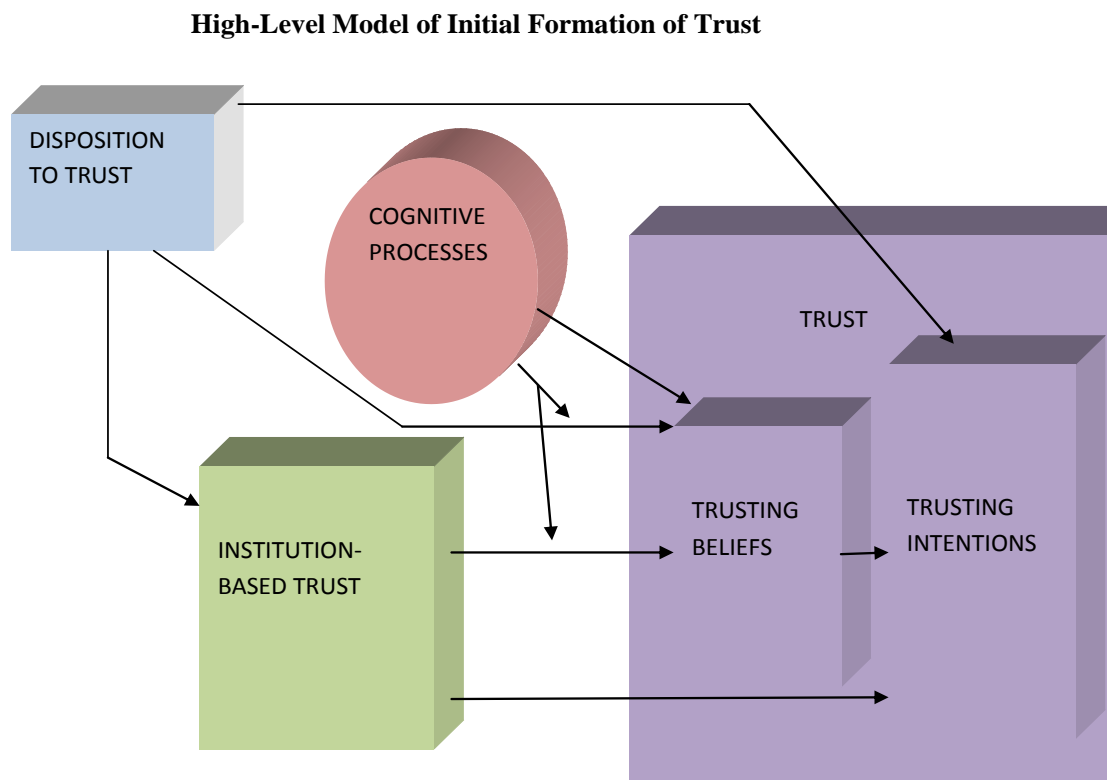 High-Level Model of Initial Formation of Trust
DISPOSITION
TO TRUST
COGNITIVE
PROCESSES
TRUST
INSTITUTION-
BASED TRUST
TRUSTING
BELIEFS
TRUSTING
INTENTIONS